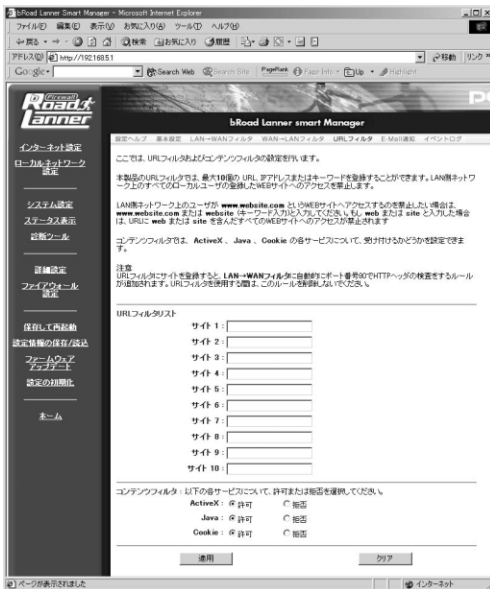 bRoad Lanner Smart Manager - Microsoft Internet Explorer
ファイル(F) 編集(E) 表示(V) お気に入り(A) ツール(T) ヘルプ(H)
戻る 検索 お気に入り 履歴
アドレス(D) http://192.168.5.1 移動 リンク
Google Search Web Search Site PageRank Page Info Up Highlight
Firewall
Road
Lanner
bRoad Lanner smart Manager
設定ヘルプ 基本設定 LAN→WANフィルタ WAN→LANフィルタ URLフィルタ E-Mail通知 イベントログ
インターネット設定
ローカルネットワーク
設定
システム設定
ステータス表示
診断ツール
詳細設定
ファイアウォール
設定
保存して再起動
設定情報の保存/読込
ファームウェア
アップデート
設定の初期化
ホーム
ここでは、URLフィルタおよびコンテンツフィルタの設定を行います。
本製品のURLフィルタでは、最大10個の URL、IPアドレスまたはキーワードを登録することができます。LAN側ネットワ
ーク上のすべてのローカルユーザの登録したWEBサイトへのアクセスを禁止します。
LAN側ネットワーク上のユーザが www.website.com というWEBサイトへアクセスするのを禁止したい場合は、
www.website.com または website (キーワード入力)と入力してください。もし web または site と入力した場合
は、URLに web または site を含んだすべてのWEBサイトへのアクセスが禁止されます
コンテンツフィルタでは、ActiveX 、Java 、Cookie の各サービスについて、受け付けるかどうかを設定できま
す。
注意
URLフィルタにサイトを登録すると、LAN→WANフィルタに自動的にポート番号80でHTTPヘッダの検査をするルール
が追加されます。URLフィルタを使用する間は、このルールを削除しないでください。
URLフィルタリスト
サイト 1 :
サイト 2 :
サイト 3 :
サイト 4 :
サイト 5 :
サイト 6 :
サイト 7 :
サイト 8 :
サイト 9 :
サイト 10 :
コンテンツフィルタ : 以下の各サービスについて、許可または拒否を選択してください。
ActiveX : 許可 拒否
Java : 許可 拒否
Cookie : 許可 拒否
適用 クリア
ページが表示されました インターネット